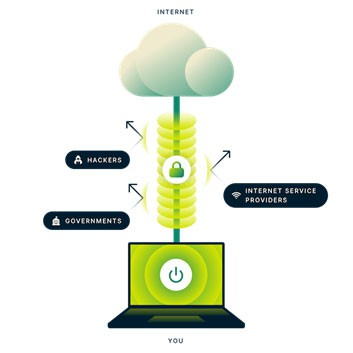 INTERNET
HACKERS
INTERNET SERVICE
PROVIDERS
GOVERNMENTS
YOU